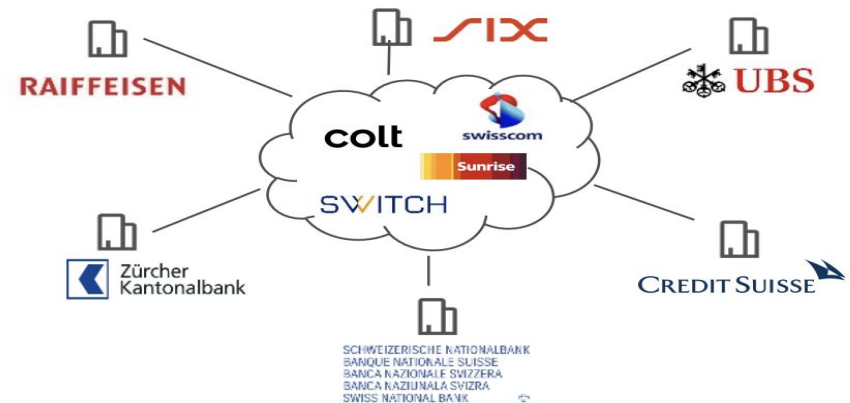 SIX
RAIFFEISEN
UBS
colt
swisscom
Sunrise
SWITCH
Zürcher
Kantonalbank
CREDIT SUISSE
SCHWEIZERISCHE NATIONALBANK
BANQUE NATIONALE SUISSE
BANCA NAZIONALE SVIZZERA
BANCA NAZIUNALA SVIZRA
SWISS NATIONAL BANK